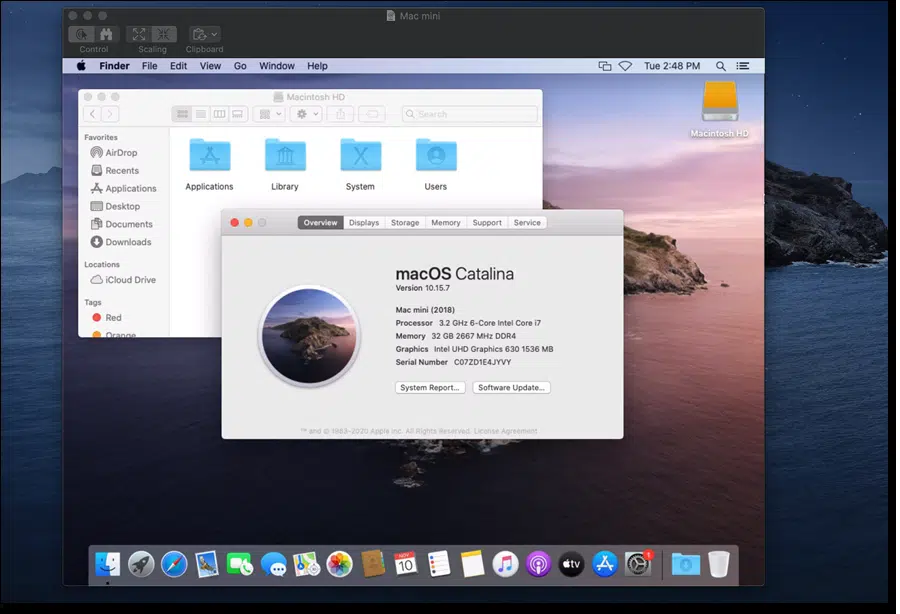 Mac mini
Control Scaling Clipboard
Finder File Edit View Go Window Help Tue 2:48 PM
Macintosh HD
Search
Macintosh HD
Favorites
AirDrop
Recents
Applications
Desktop
Documents
Downloads
Locations
iCloud Drive
Tags
Red
Orange
Applications Library System Users
Overview Displays Storage Memory Support Service
macOS Catalina
Version 10.15.7
Mac mini (2018)
Processor 3.2 GHz 6-Core Intel Core i7
Memory 32 GB 2667 MHz DDR4
Graphics Intel UHD Graphics 630 1536 MB
Serial Number C07ZD1E4JYVY
System Report... Software Update...
™ and © 1983-2020 Apple Inc. All Rights Reserved. License Agreement
NOV
10
tv
1